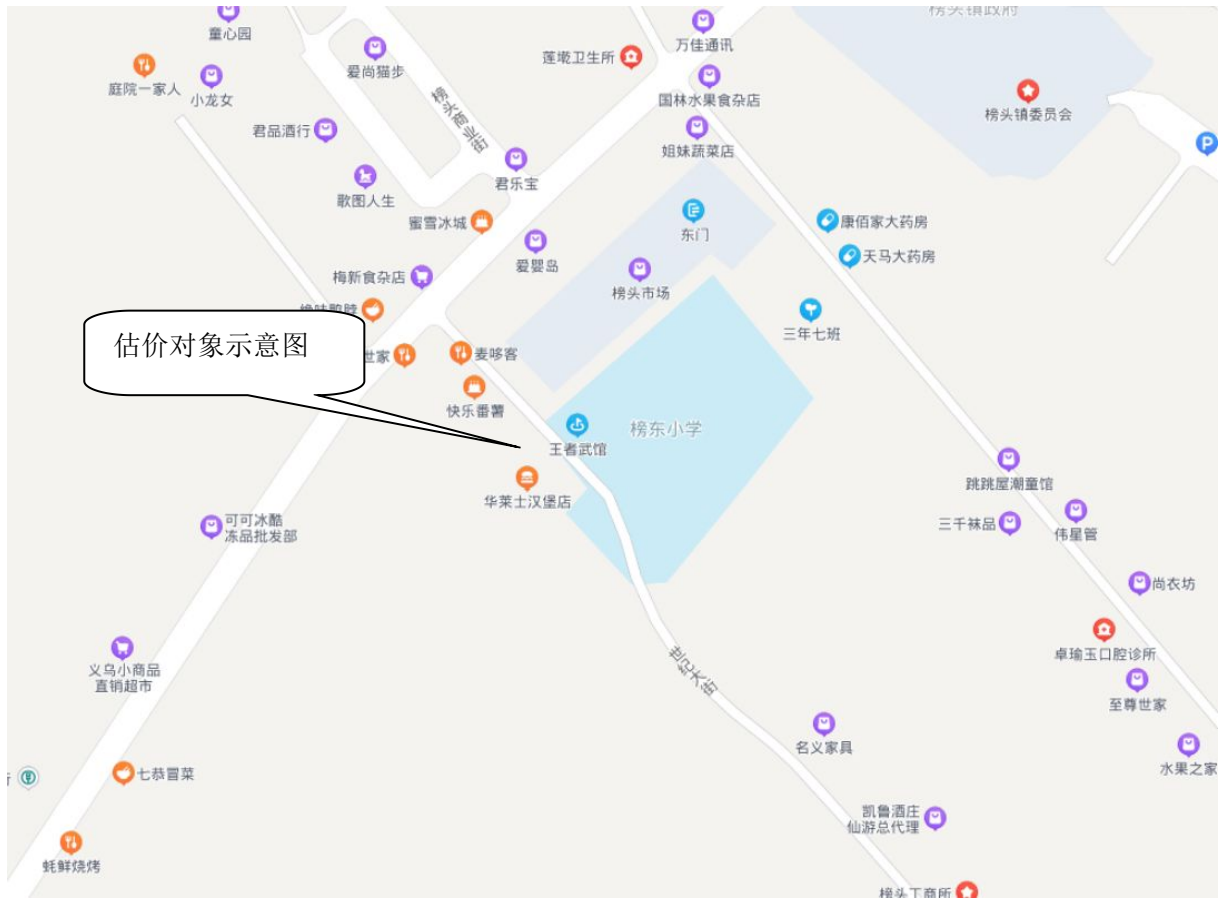 榜头镇政府
童心园
万佳通讯
爱尚猫步
莲墘卫生所
庭院一家人
小龙女
国林水果食杂店
榜头镇委员会
榜头商业街
君品酒行
姐妹蔬菜店
P
君乐宝
歌图人生
蜜雪冰城
东门
康佰家大药房
爱婴岛
天马大药房
梅新食杂店
榜头市场
三年七班
估价对象示意图
世家
麦哆客
快乐番薯
榜东小学
王者武馆
华莱士汉堡店
跳跳屋潮童馆
可可冰酷
冻品批发部
三千袜品
伟星管
尚衣坊
义乌小商品
直销超市
卓瑜玉口腔诊所
世纪大街
至尊世家
名义家具
水果之家
七恭冒菜
凯鲁酒庄
仙游总代理
蚝鲜烧烤
榜头工商所